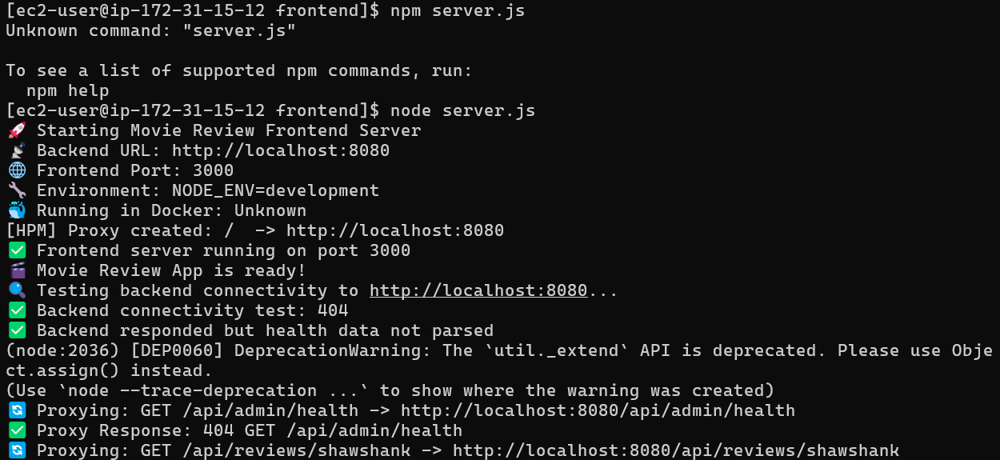 [ec2-user@ip-172-31-15-12 frontend]$ npm server.js
Unknown command: "server.js"
To see a list of supported npm commands, run:
  npm help
[ec2-user@ip-172-31-15-12 frontend]$ node server.js
🚀 Starting Movie Review Frontend Server
📡 Backend URL: http://localhost:8080
🌐 Frontend Port: 3000
🔧 Environment: NODE_ENV=development
🐳 Running in Docker: Unknown
[HPM] Proxy created: /  -> http://localhost:8080
✅ Frontend server running on port 3000
🎬 Movie Review App is ready!
🔍 Testing backend connectivity to http://localhost:8080...
✅ Backend connectivity test: 404
✅ Backend responded but health data not parsed
(node:2036) [DEP0060] DeprecationWarning: The `util._extend` API is deprecated. Please use Obje
ct.assign() instead.
(Use `node --trace-deprecation ...` to show where the warning was created)
🔄 Proxying: GET /api/admin/health -> http://localhost:8080/api/admin/health
✅ Proxy Response: 404 GET /api/admin/health
🔄 Proxying: GET /api/reviews/shawshank -> http://localhost:8080/api/reviews/shawshank